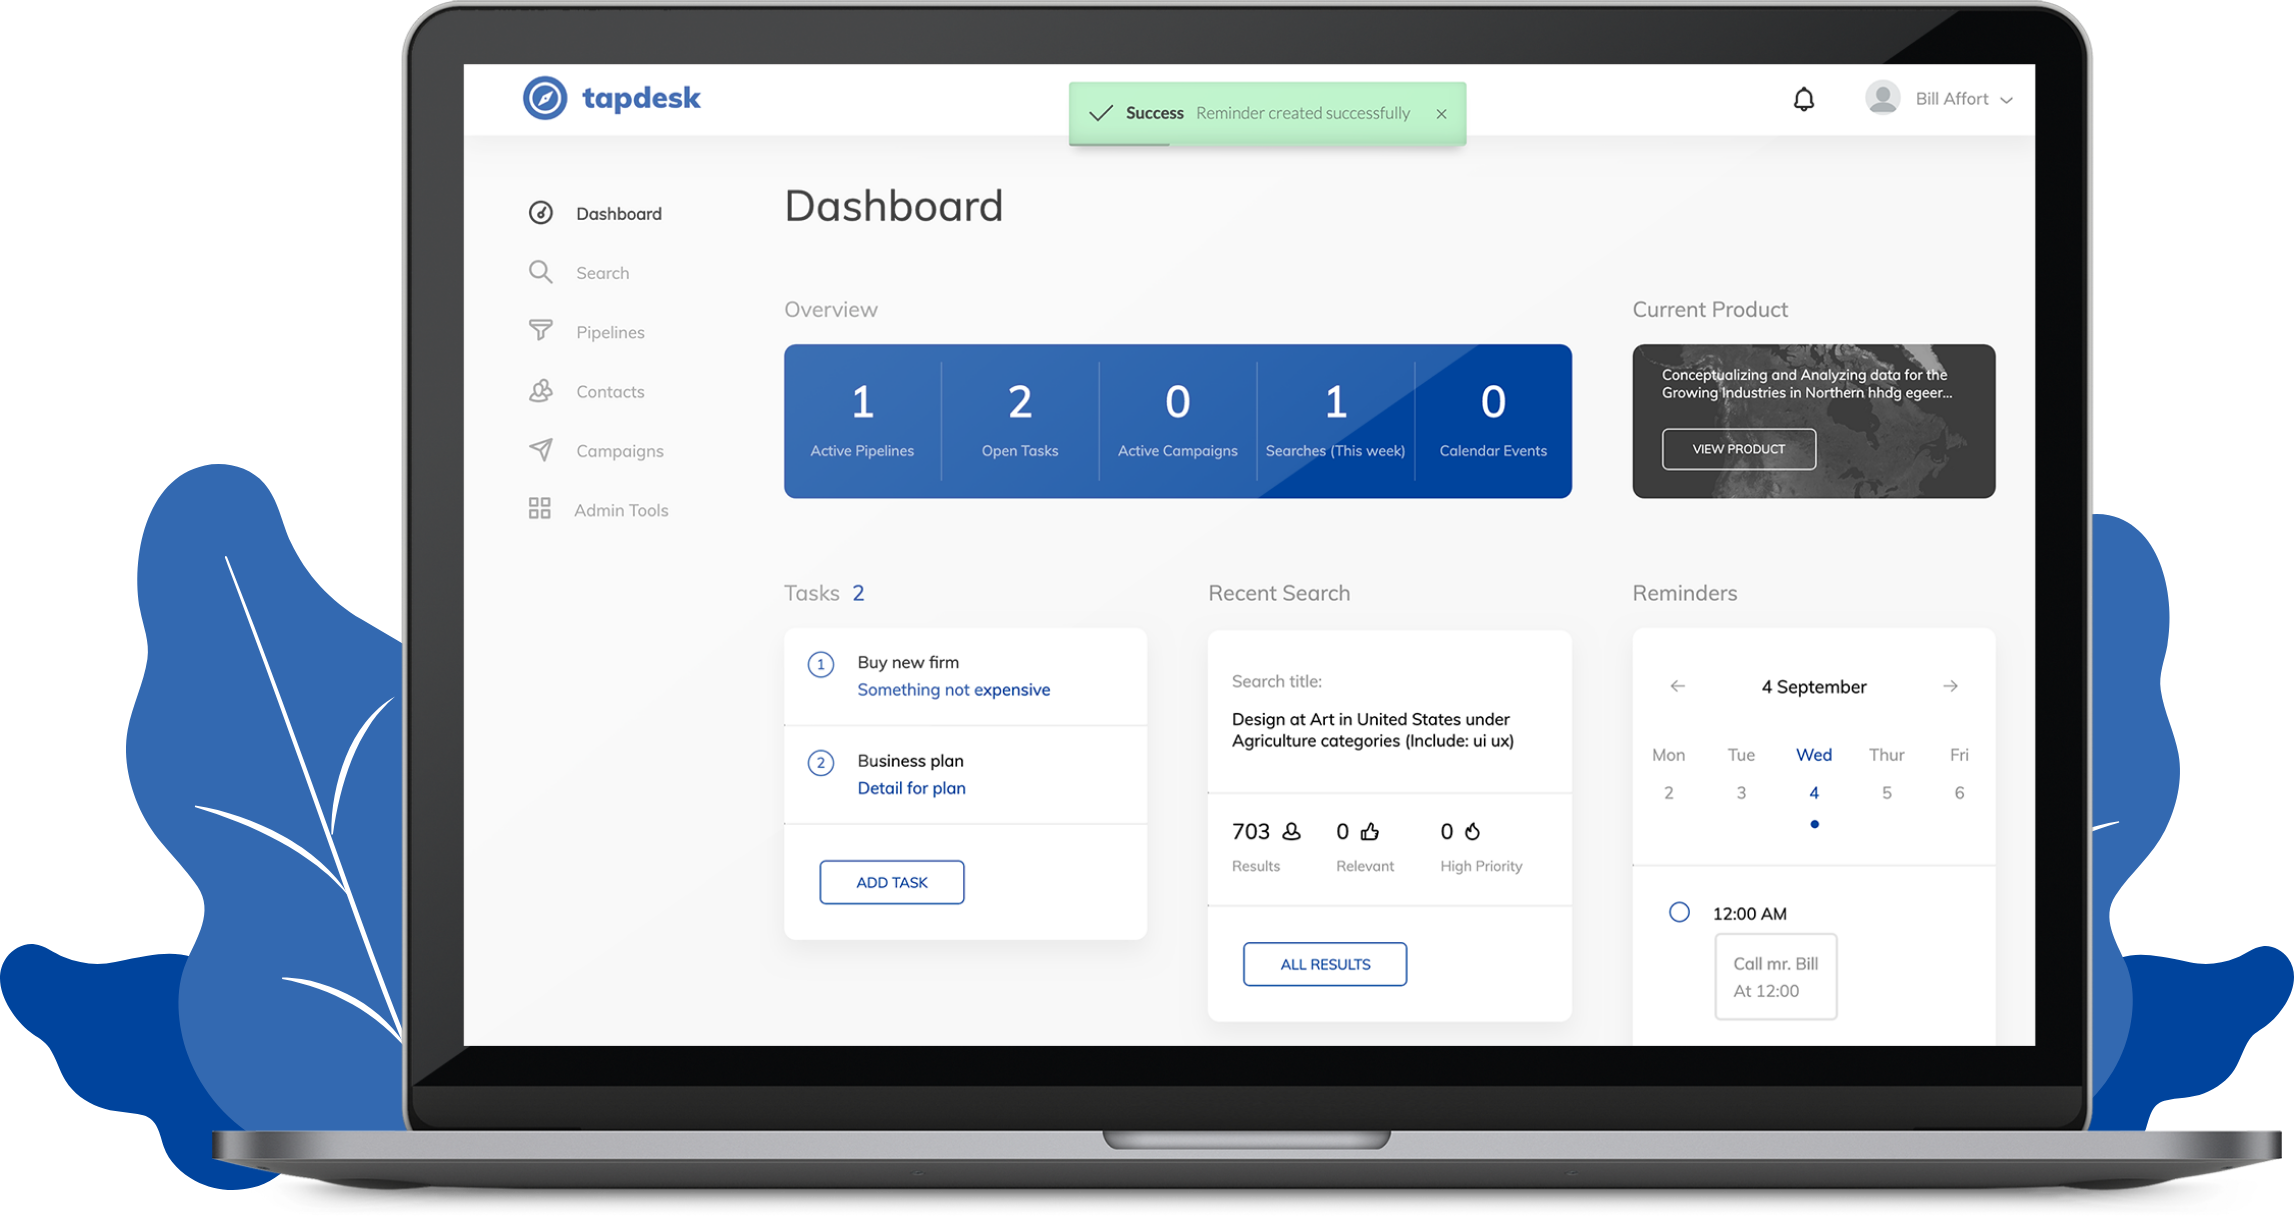 tapdesk
Success Reminder created successfully
Bill Affort
Dashboard
Search
Pipelines
Contacts
Campaigns
Admin Tools
Dashboard
Overview
1 2 0 1 0
Active Pipelines Open Tasks Active Campaigns Searches (This week) Calendar Events
Current Product
Conceptualizing and Analyzing data for the
Growing Industries in Northern hhdg egeer...
VIEW PRODUCT
Tasks 2
1 Buy new firm
Something not expensive
2 Business plan
Detail for plan
ADD TASK
Recent Search
Search title:
Design at Art in United States under
Agriculture categories (Include: ui ux)
703 0 0
Results Relevant High Priority
ALL RESULTS
Reminders
4 September
Mon Tue Wed Thur Fri
2 3 4 5 6
12:00 AM
Call mr. Bill
At 12:00